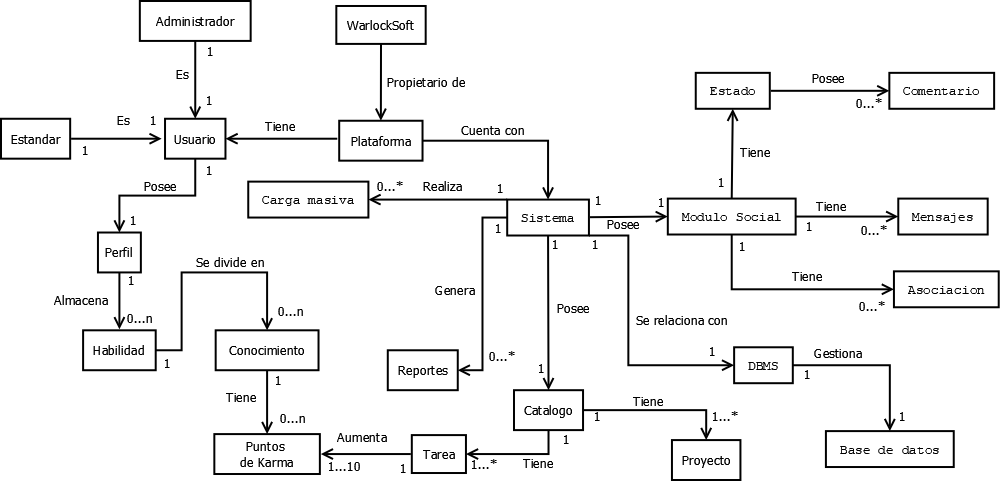 Administrador
WarlockSoft
1
Es
Propietario de
1
Estado
Posee
0...*
Comentario
Estandar
1
Es
1
Usuario
Tiene
Plataforma
Cuenta con
1
Tiene
Posee
1
Carga masiva
0...*
Realiza
1
Sistema
1
Posee
1
Modulo Social
1
Tiene
1
0...*
Mensajes
1
Perfil
1
1
1
1
1
Tiene
0...*
Asociacion
Se divide en
Almacena
0...n
0...n
Genera
Posee
Se relaciona con
Habilidad
1
Conocimiento
1
Reportes
0...*
1
1
DBMS
1
Gestiona
Tiene
0...n
Catalogo
1
1
Tiene
1...*
1
Base de datos
Puntos
de Karma
Aumenta
1...10
1
Tarea
1...*
Tiene
Proyecto